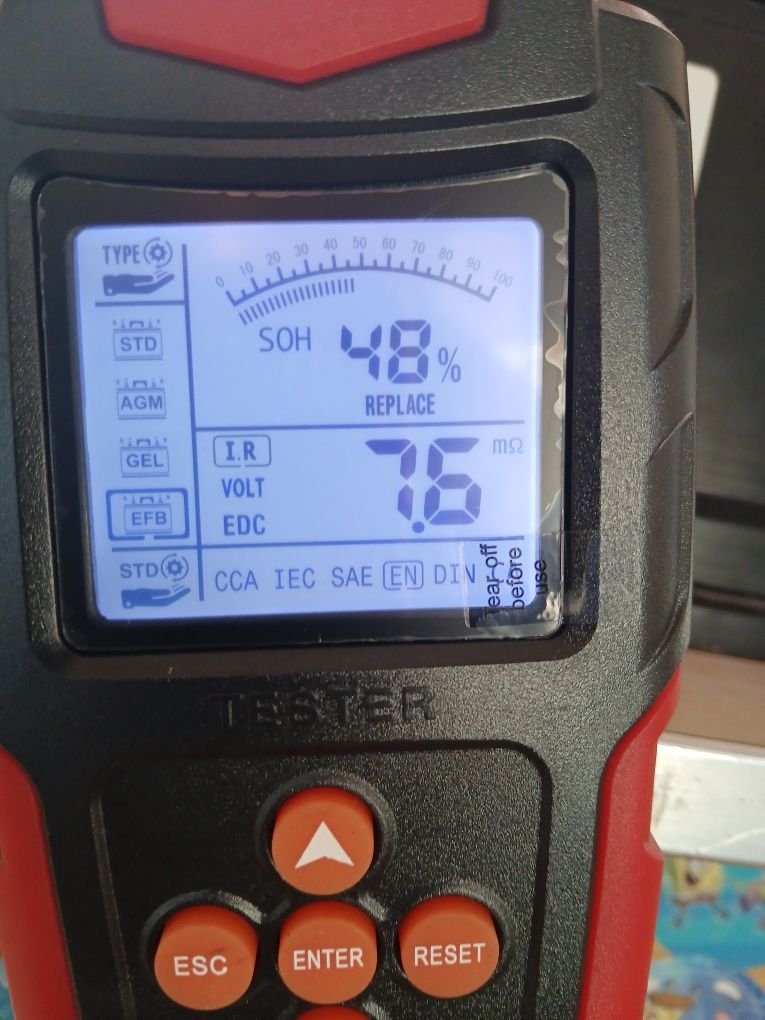 TYPE
0 10 20 30 40 50 60 70 80 90 100
SOH 48%
REPLACE
STD
AGM
GEL
EFB
I.R 7.6 mΩ
VOLT
EDC
STD
CCA IEC SAE EN DIN
Tear off
before
use
TESTER
ESC
ENTER
RESET